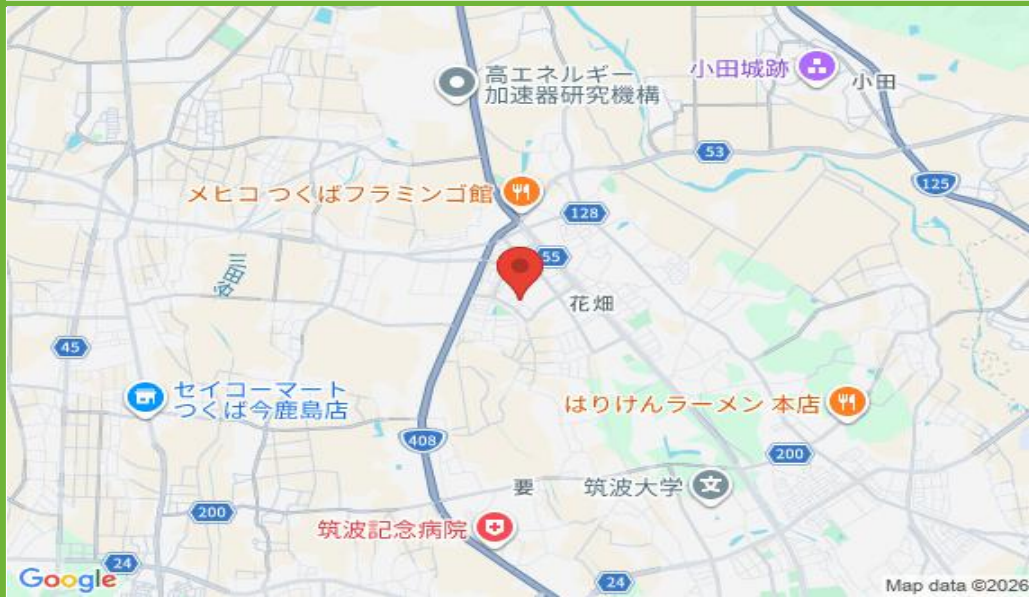 高エネルギー
加速器研究機構
小田城跡
小田
53
125
メヒコ つくばフラミンゴ館
128
55
三田谷
花畑
45
セイコーマート
つくば今鹿島店
はりけんラーメン 本店
408
200
要
筑波大学
200
筑波記念病院
24
24
Google
Map data ©2026